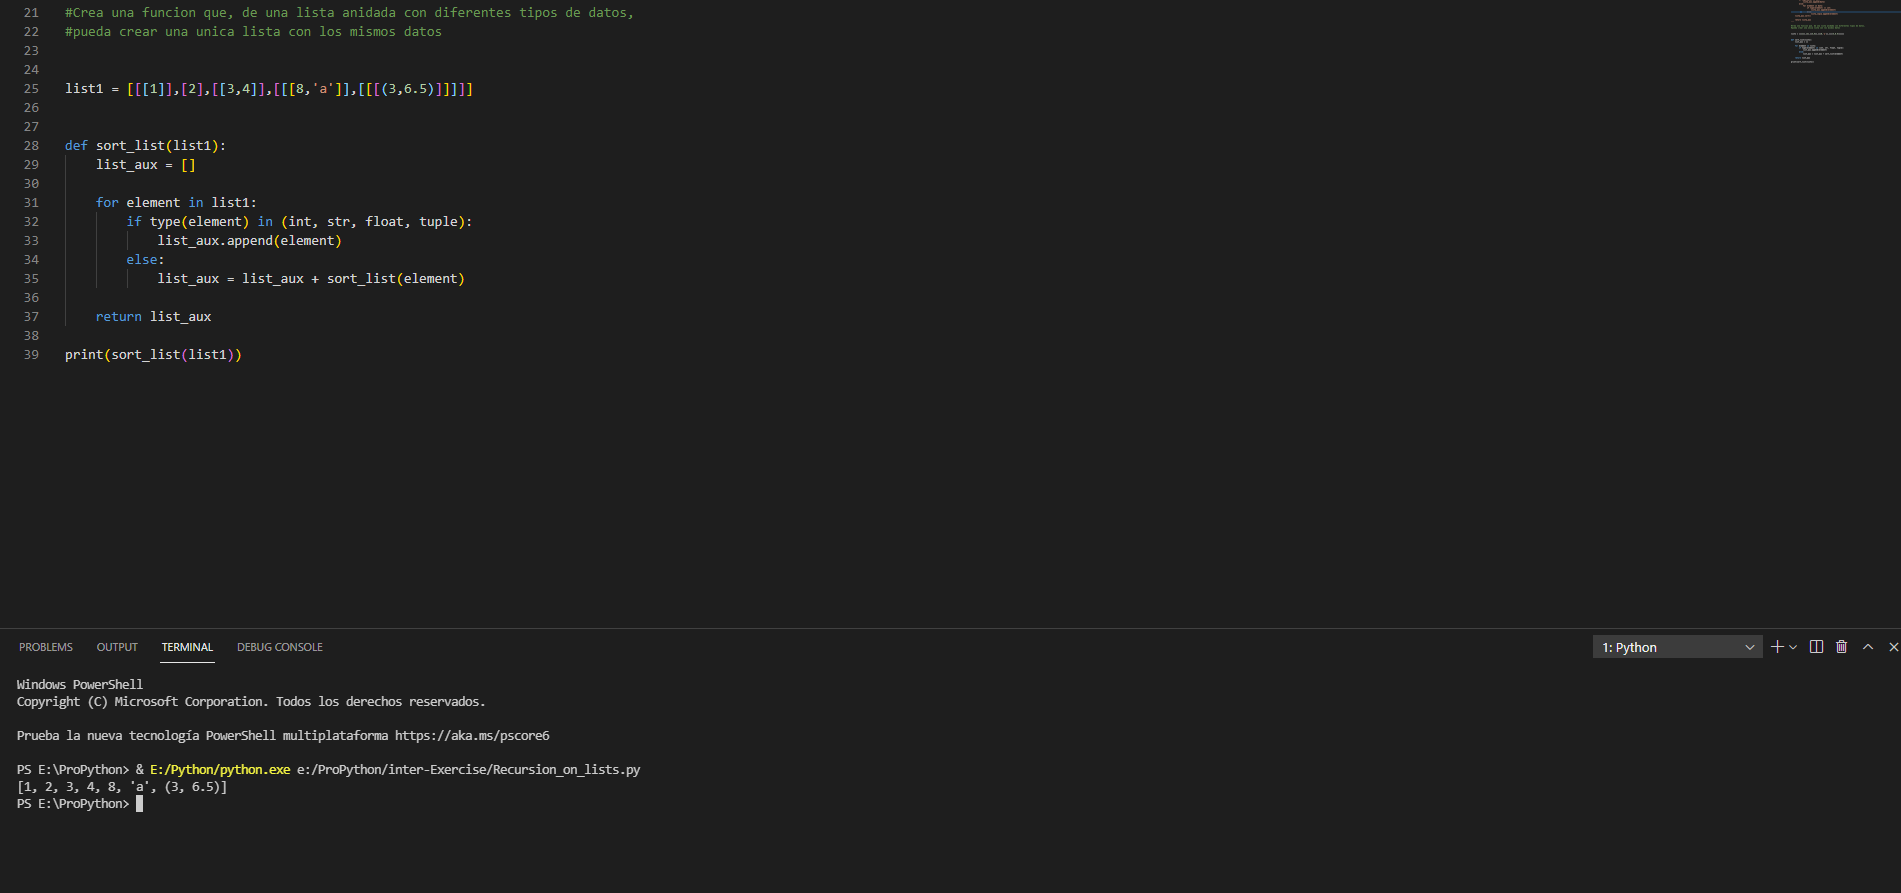 21 #Crea una funcion que, de una lista anidada con diferentes tipos de datos,
22 #pueda crear una unica lista con los mismos datos
23
24
25 list1 = [[[1]],[2],[[3,4]],[[[8,'a']],[[[(3,6.5)]]]]]
26
27
28 def sort_list(list1):
29     list_aux = []
30
31     for element in list1:
32         if type(element) in (int, str, float, tuple):
33             list_aux.append(element)
34         else:
35             list_aux = list_aux + sort_list(element)
36
37     return list_aux
38
39 print(sort_list(list1))
PROBLEMS OUTPUT TERMINAL DEBUG CONSOLE 1: Python
Windows PowerShell
Copyright (C) Microsoft Corporation. Todos los derechos reservados.
Prueba la nueva tecnología PowerShell multiplataforma https://aka.ms/pscore6
PS E:\ProPython> & E:/Python/python.exe e:/ProPython/inter-Exercise/Recursion_on_lists.py
[1, 2, 3, 4, 8, 'a', (3, 6.5)]
PS E:\ProPython>